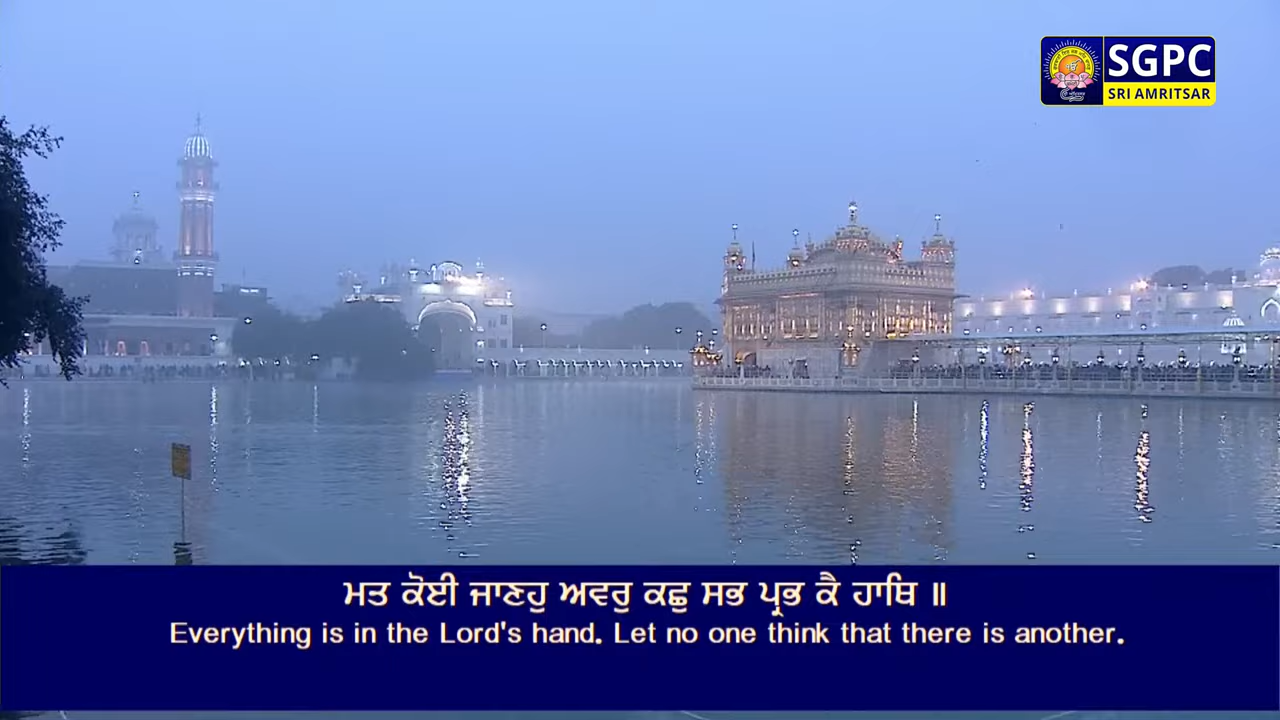 SGPC
SRI AMRITSAR
ਮਤ ਕੋਈ ਜਾਣਹੁ ਅਵਰੁ ਕਛੁ ਸਭ ਪ੍ਰਭ ਕੈ ਹਾਥਿ ॥
Everything is in the Lord's hand. Let no one think that there is another.